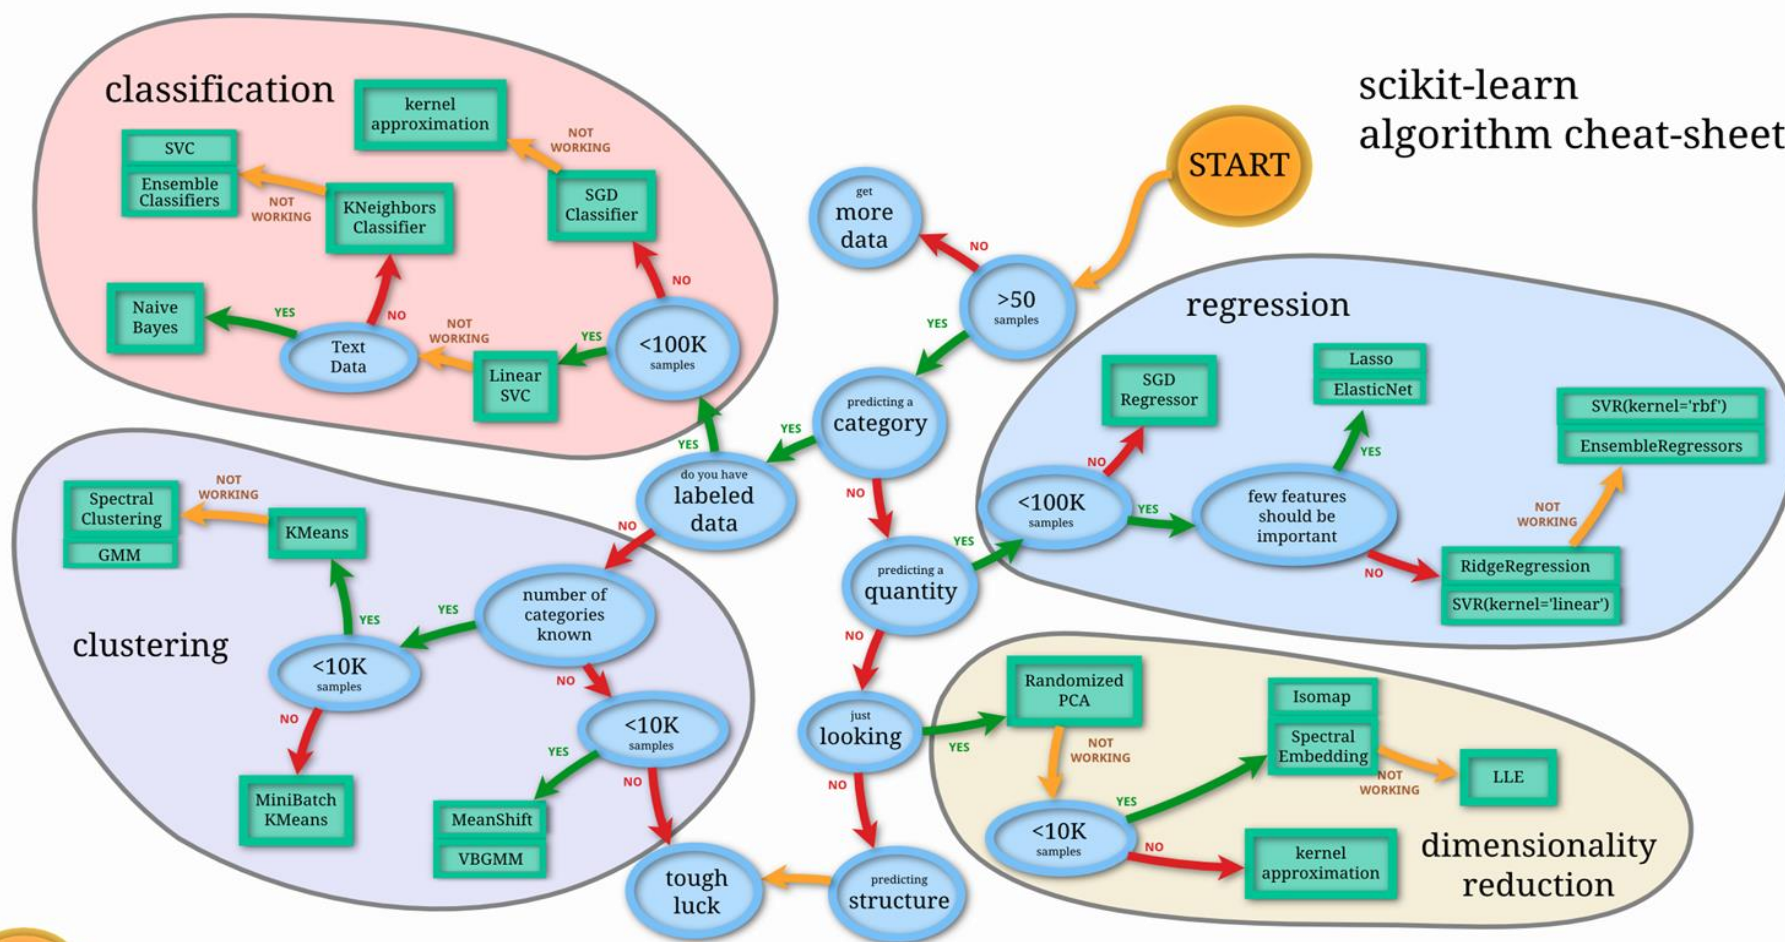 scikit-learn
algorithm cheat-sheet
START
>50
samples
NO
get
more
data
YES
predicting a
category
YES
do you have
labeled
data
YES
classification
<100K
samples
NO
SGD
Classifier
NOT
WORKING
kernel
approximation
YES
Linear
SVC
NOT
WORKING
Text
Data
YES
Naive
Bayes
NO
KNeighbors
Classifier
NOT
WORKING
SVC
Ensemble
Classifiers
NO
clustering
number of
categories
known
YES
<10K
samples
YES
KMeans
NOT
WORKING
Spectral
Clustering
GMM
NO
MiniBatch
KMeans
NO
<10K
samples
YES
MeanShift
VBGMM
NO
tough
luck
NO
predicting a
quantity
YES
regression
<100K
samples
NO
SGD
Regressor
YES
few features
should be
important
YES
Lasso
ElasticNet
NO
RidgeRegression
SVR(kernel='linear')
NOT
WORKING
SVR(kernel='rbf')
EnsembleRegressors
NO
just
looking
YES
dimensionality
reduction
Randomized
PCA
NOT
WORKING
<10K
samples
YES
Isomap
Spectral
Embedding
NOT
WORKING
LLE
NO
kernel
approximation
NO
predicting
structure